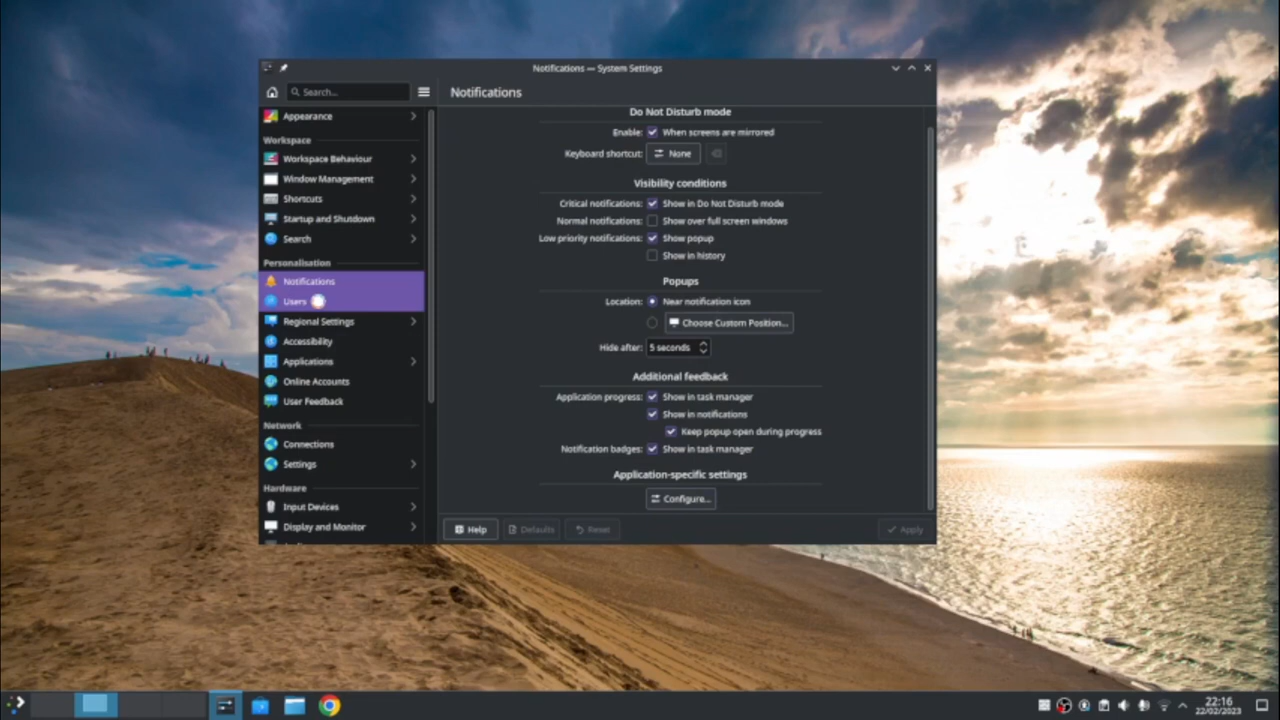 Notifications — System Settings
Search...
Notifications
Appearance
Workspace
Workspace Behaviour
Window Management
Shortcuts
Startup and Shutdown
Search
Personalisation
Notifications
Users
Regional Settings
Accessibility
Applications
Online Accounts
User Feedback
Network
Connections
Settings
Hardware
Input Devices
Display and Monitor
Do Not Disturb mode
Enable: When screens are mirrored
Keyboard shortcut: None
Visibility conditions
Critical notifications: Show in Do Not Disturb mode
Normal notifications: Show over full screen windows
Low priority notifications: Show popup
Show in history
Popups
Location: Near notification icon
Choose Custom Position...
Hide after: 5 seconds
Additional feedback
Application progress: Show in task manager
Show in notifications
Keep popup open during progress
Notification badges: Show in task manager
Application-specific settings
Configure...
Help Defaults Reset Apply
22:16
22/02/2023